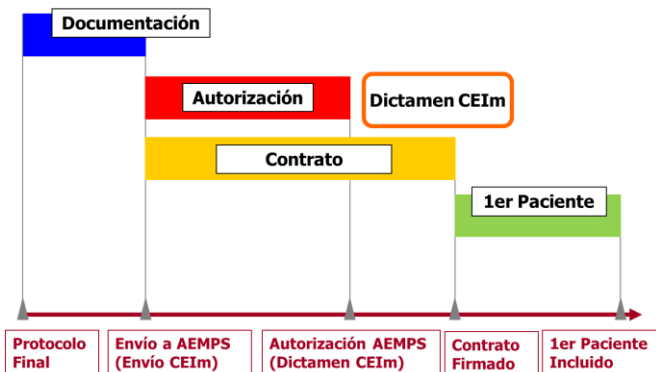 Documentación
Autorización
Dictamen CEIm
Contrato
1er Paciente
Protocolo
Final
Envío a AEMPS
(Envío CEIm)
Autorización AEMPS
(Dictamen CEIm)
Contrato
Firmado
1er Paciente
Incluido